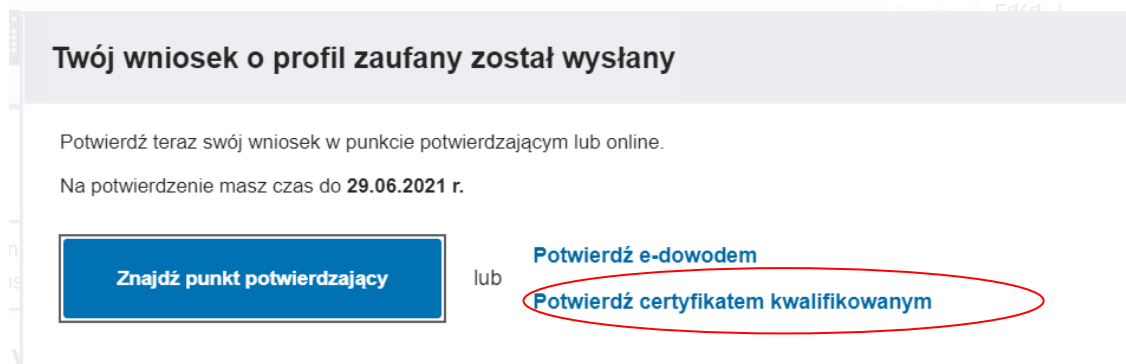 Twój wniosek o profil zaufany został wysłany
Potwierdź teraz swój wniosek w punkcie potwierdzającym lub online.
Na potwierdzenie masz czas do 29.06.2021 r.
Znajdź punkt potwierdzający
lub
Potwierdź e-dowodem
Potwierdź certyfikatem kwalifikowanym